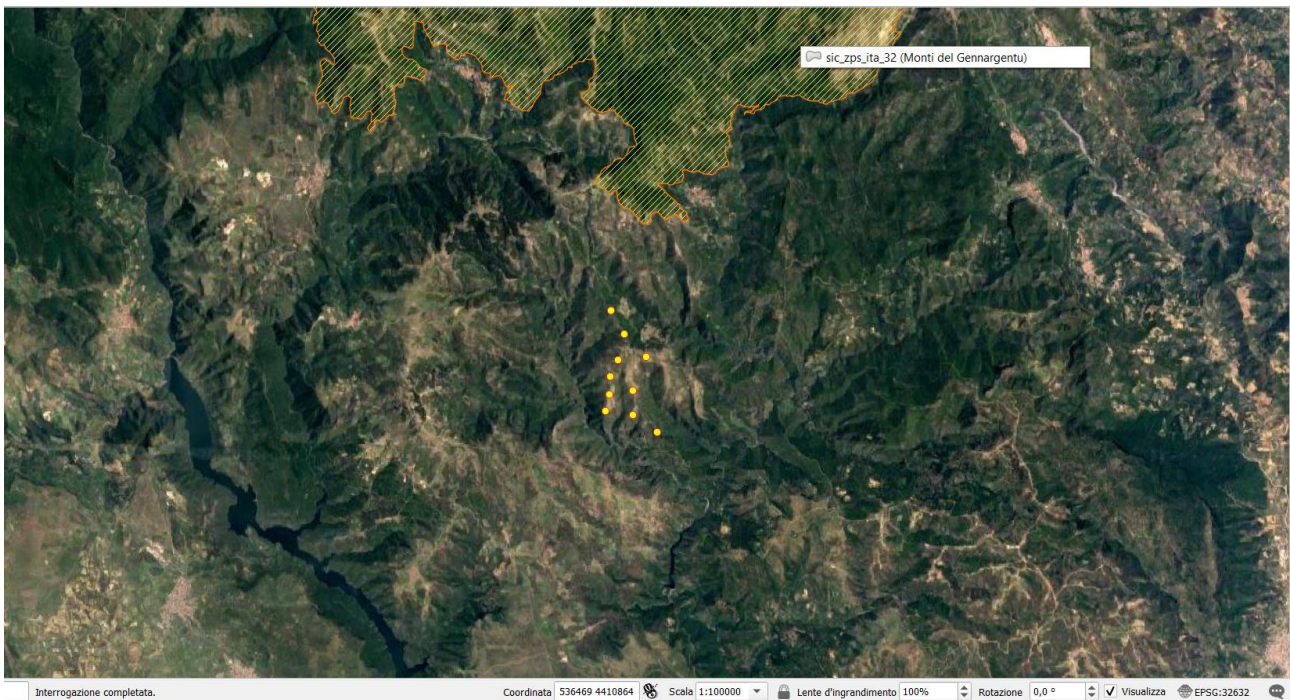 sic_zps_ita_32 (Monti del Gennargentu)
Interrogazione completata.
Coordinata 536469 4410864 Scala 1:100000 Lente d'ingrandimento 100% Rotazione 0,0 ° Visualizza EPSG:32632